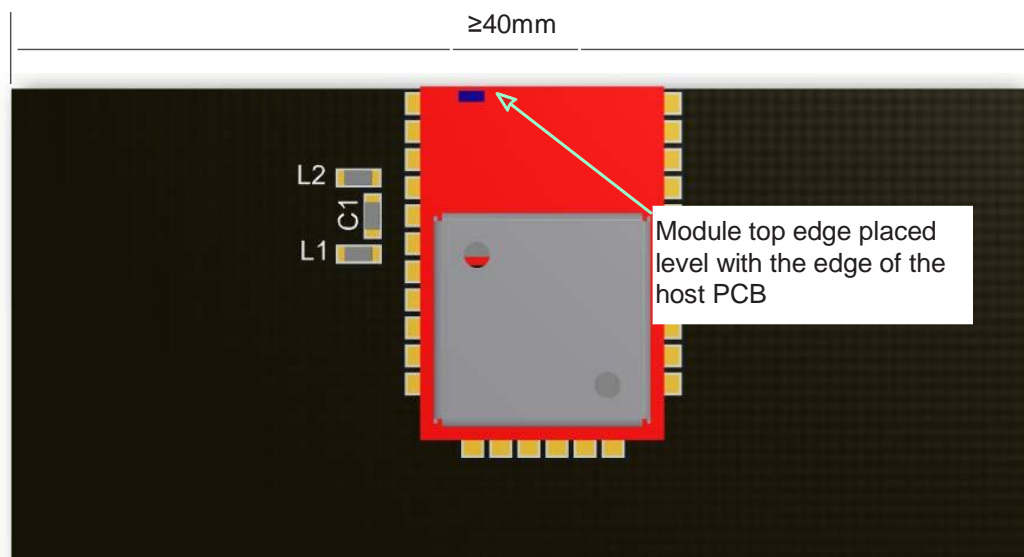 ≥40mm
L2
C1
L1
Module top edge placed
level with the edge of the
host PCB